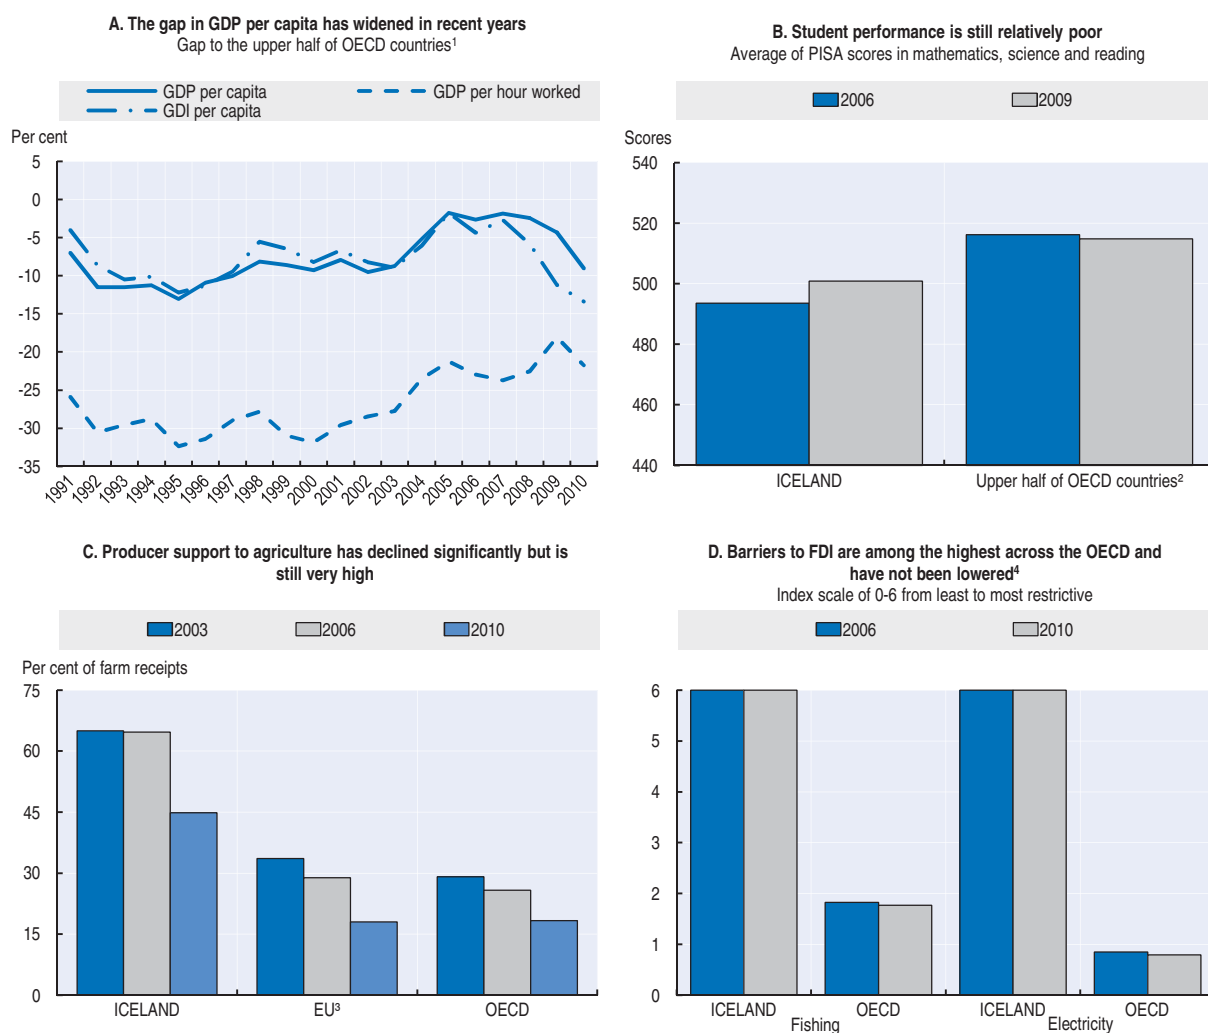 A. The gap in GDP per capita has widened in recent years
Gap to the upper half of OECD countries¹
GDP per capita
GDP per hour worked
GDI per capita
Per cent
5
0
-5
-10
-15
-20
-25
-30
-35
1991
1992
1993
1994
1995
1996
1997
1998
1999
2000
2001
2002
2003
2004
2005
2006
2007
2008
2009
2010
B. Student performance is still relatively poor
Average of PISA scores in mathematics, science and reading
2006
2009
Scores
540
520
500
480
460
440
ICELAND
Upper half of OECD countries²
C. Producer support to agriculture has declined significantly but is
still very high
2003
2006
2010
Per cent of farm receipts
75
60
45
30
15
0
ICELAND
EU³
OECD
D. Barriers to FDI are among the highest across the OECD and
have not been lowered⁴
Index scale of 0-6 from least to most restrictive
2006
2010
6
5
4
3
2
1
0
ICELAND
OECD
ICELAND
OECD
Fishing
Electricity